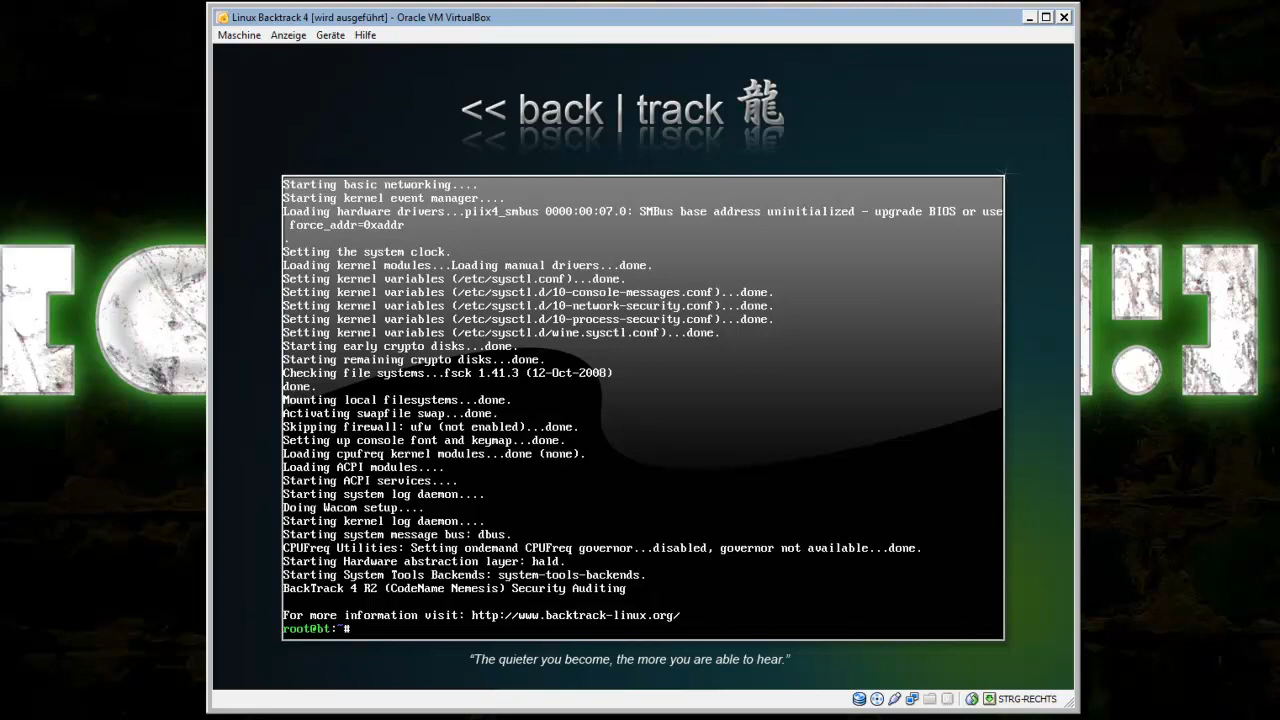 Linux Backtrack 4 [wird ausgeführt] - Oracle VM VirtualBox
Maschine Anzeige Geräte Hilfe
<< back | track 龍
Starting basic networking....
Starting kernel event manager....
Loading hardware drivers...piix4_smbus 0000:00:07.0: SMBus base address uninitialized - upgrade BIOS or use
force_addr=0xaddr
.
Setting the system clock.
Loading kernel modules...Loading manual drivers...done.
Setting kernel variables (/etc/sysctl.conf)...done.
Setting kernel variables (/etc/sysctl.d/10-console-messages.conf)...done.
Setting kernel variables (/etc/sysctl.d/10-network-security.conf)...done.
Setting kernel variables (/etc/sysctl.d/10-process-security.conf)...done.
Setting kernel variables (/etc/sysctl.d/wine.sysctl.conf)...done.
Starting early crypto disks...done.
Starting remaining crypto disks...done.
Checking file systems...fsck 1.41.3 (12-Oct-2008)
done.
Mounting local filesystems...done.
Activating swapfile swap...done.
Skipping firewall: ufw (not enabled)...done.
Setting up console font and keymap...done.
Loading cpufreq kernel modules...done (none).
Loading ACPI modules....
Starting ACPI services....
Starting system log daemon....
Doing Wacom setup....
Starting kernel log daemon....
Starting system message bus: dbus.
CPUFreq Utilities: Setting ondemand CPUFreq governor...disabled, governor not available...done.
Starting Hardware abstraction layer: hald.
Starting System Tools Backends: system-tools-backends.
BackTrack 4 R2 (CodeName Nemesis) Security Auditing
For more information visit: http://www.backtrack-linux.org/
root@bt:~#
“The quieter you become, the more you are able to hear.”
STRG-RECHTS